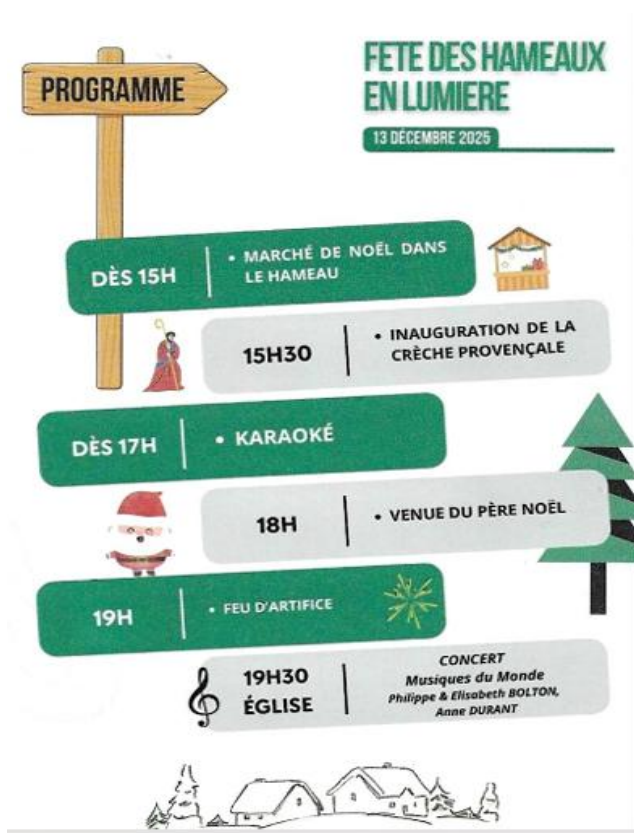 PROGRAMME
FETE DES HAMEAUX
EN LUMIERE
13 DÉCEMBRE 2025
DÈS 15H
• MARCHÉ DE NOËL DANS
LE HAMEAU
15H30
• INAUGURATION DE LA
CRÈCHE PROVENÇALE
DÈS 17H
• KARAOKÉ
18H
• VENUE DU PÈRE NOËL
19H
• FEU D'ARTIFICE
19H30
ÉGLISE
CONCERT
Musiques du Monde
Philippe & Elisabeth BOLTON,
Anne DURANT